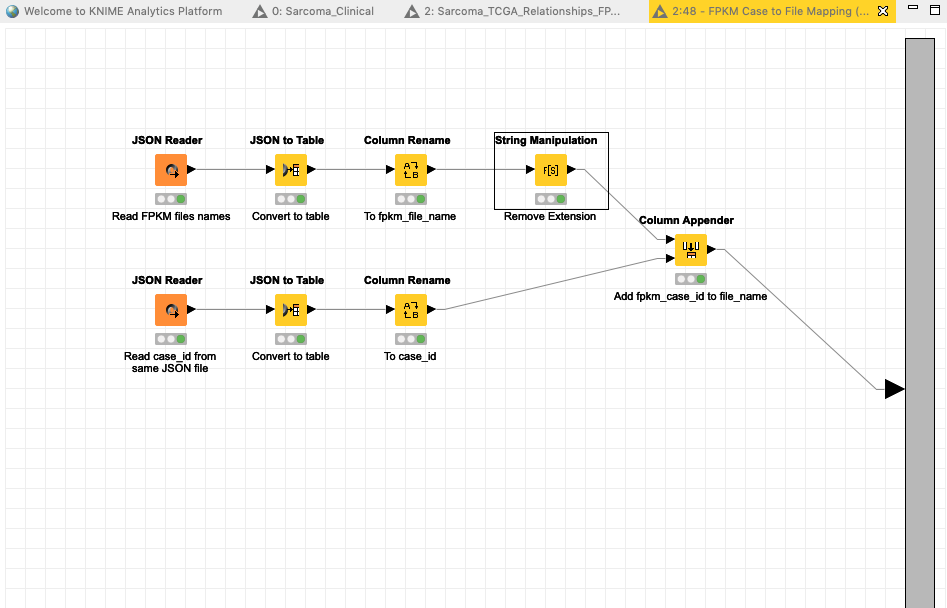 Welcome to KNIME Analytics Platform
0: Sarcoma_Clinical
2: Sarcoma_TCGA_Relationships_FP...
2:48 - FPKM Case to File Mapping (...
JSON Reader
JSON to Table
Column Rename
String Manipulation
A
B
r[s]
Read FPKM files names
Convert to table
To fpkm_file_name
Remove Extension
Column Appender
Add fpkm_case_id to file_name
JSON Reader
JSON to Table
Column Rename
A
B
Read case_id from
same JSON file
Convert to table
To case_id